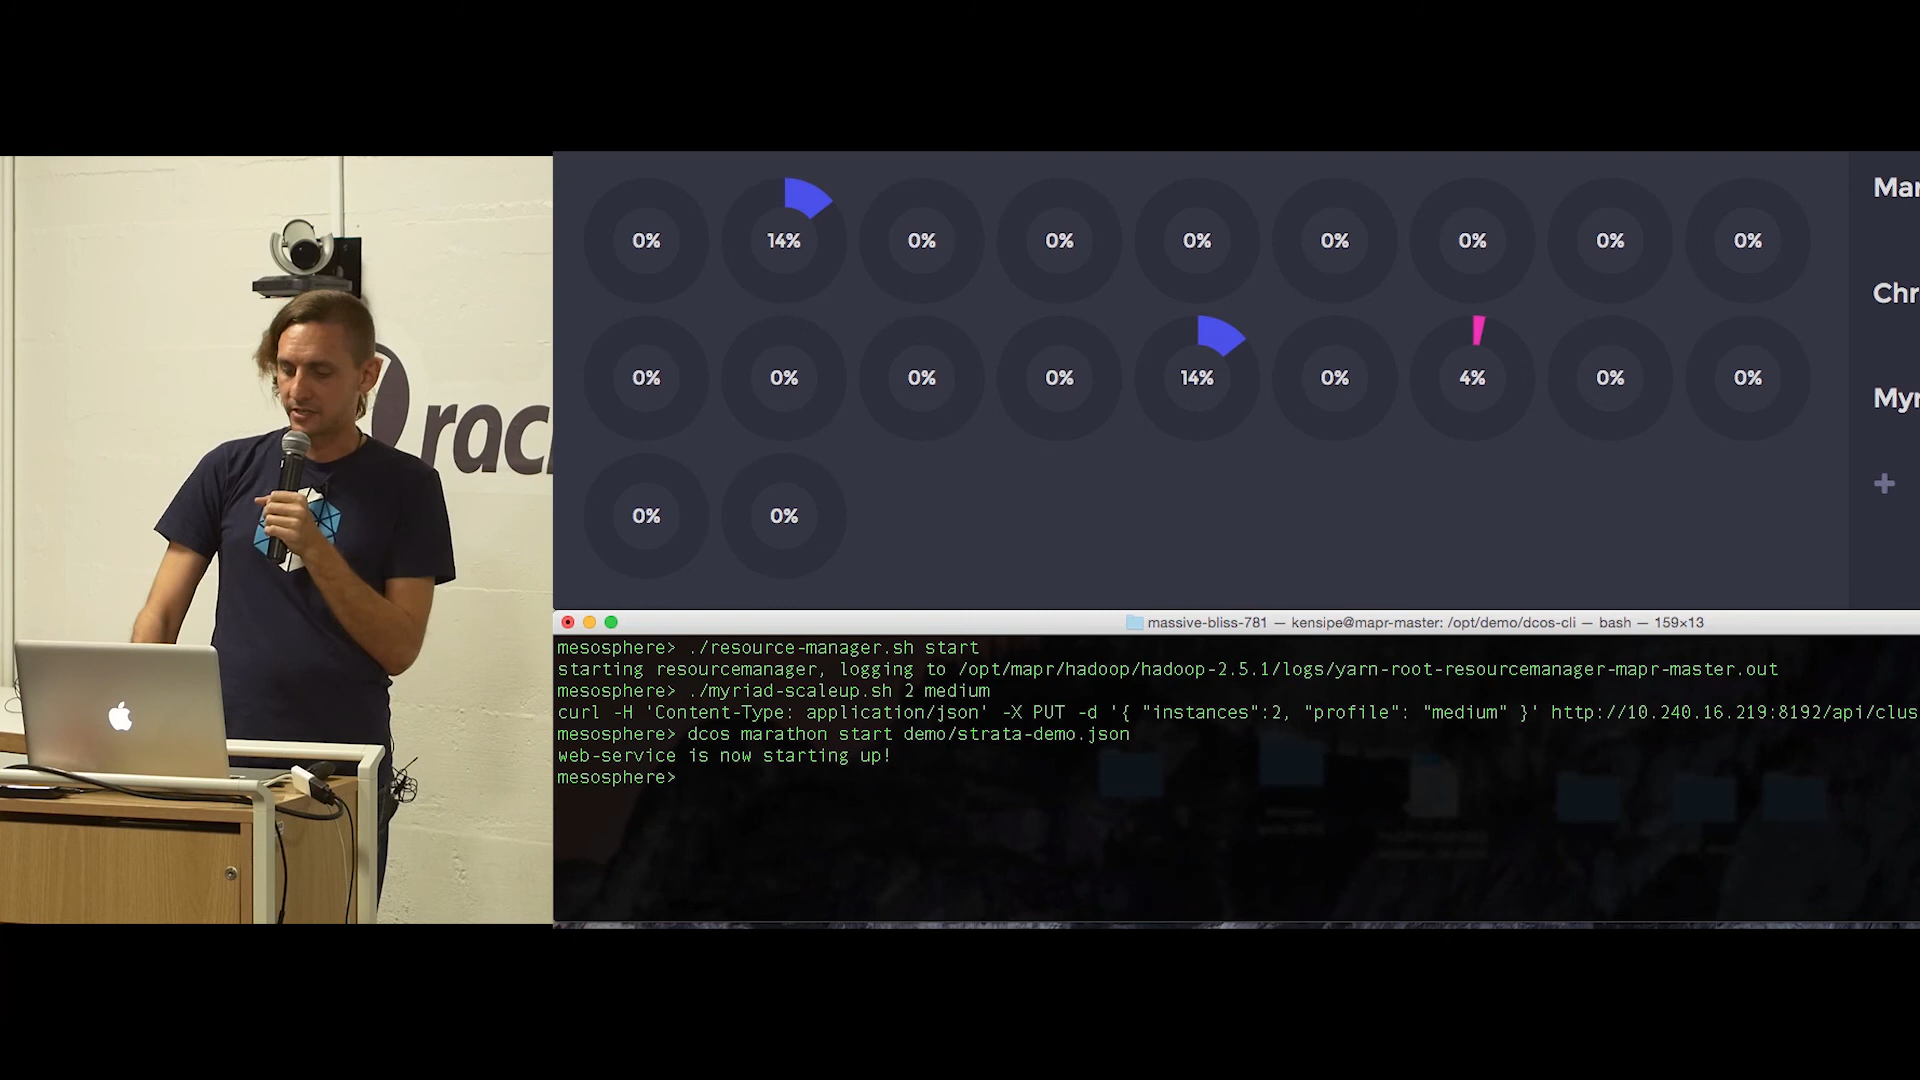 rac
0% 14% 0% 0% 0% 0% 0% 0% 0%
0% 0% 0% 0% 14% 0% 4% 0% 0%
0% 0%
Mar
Chr
Myr
+
massive-bliss-781 — kensipe@mapr-master: /opt/demo/dcos-cli — bash — 159×13
mesosphere> ./resource-manager.sh start
starting resourcemanager, logging to /opt/mapr/hadoop/hadoop-2.5.1/logs/yarn-root-resourcemanager-mapr-master.out
mesosphere> ./myriad-scaleup.sh 2 medium
curl -H 'Content-Type: application/json' -X PUT -d '{ "instances":2, "profile": "medium" }' http://10.240.16.219:8192/api/clus
mesosphere> dcos marathon start demo/strata-demo.json
web-service is now starting up!
mesosphere>